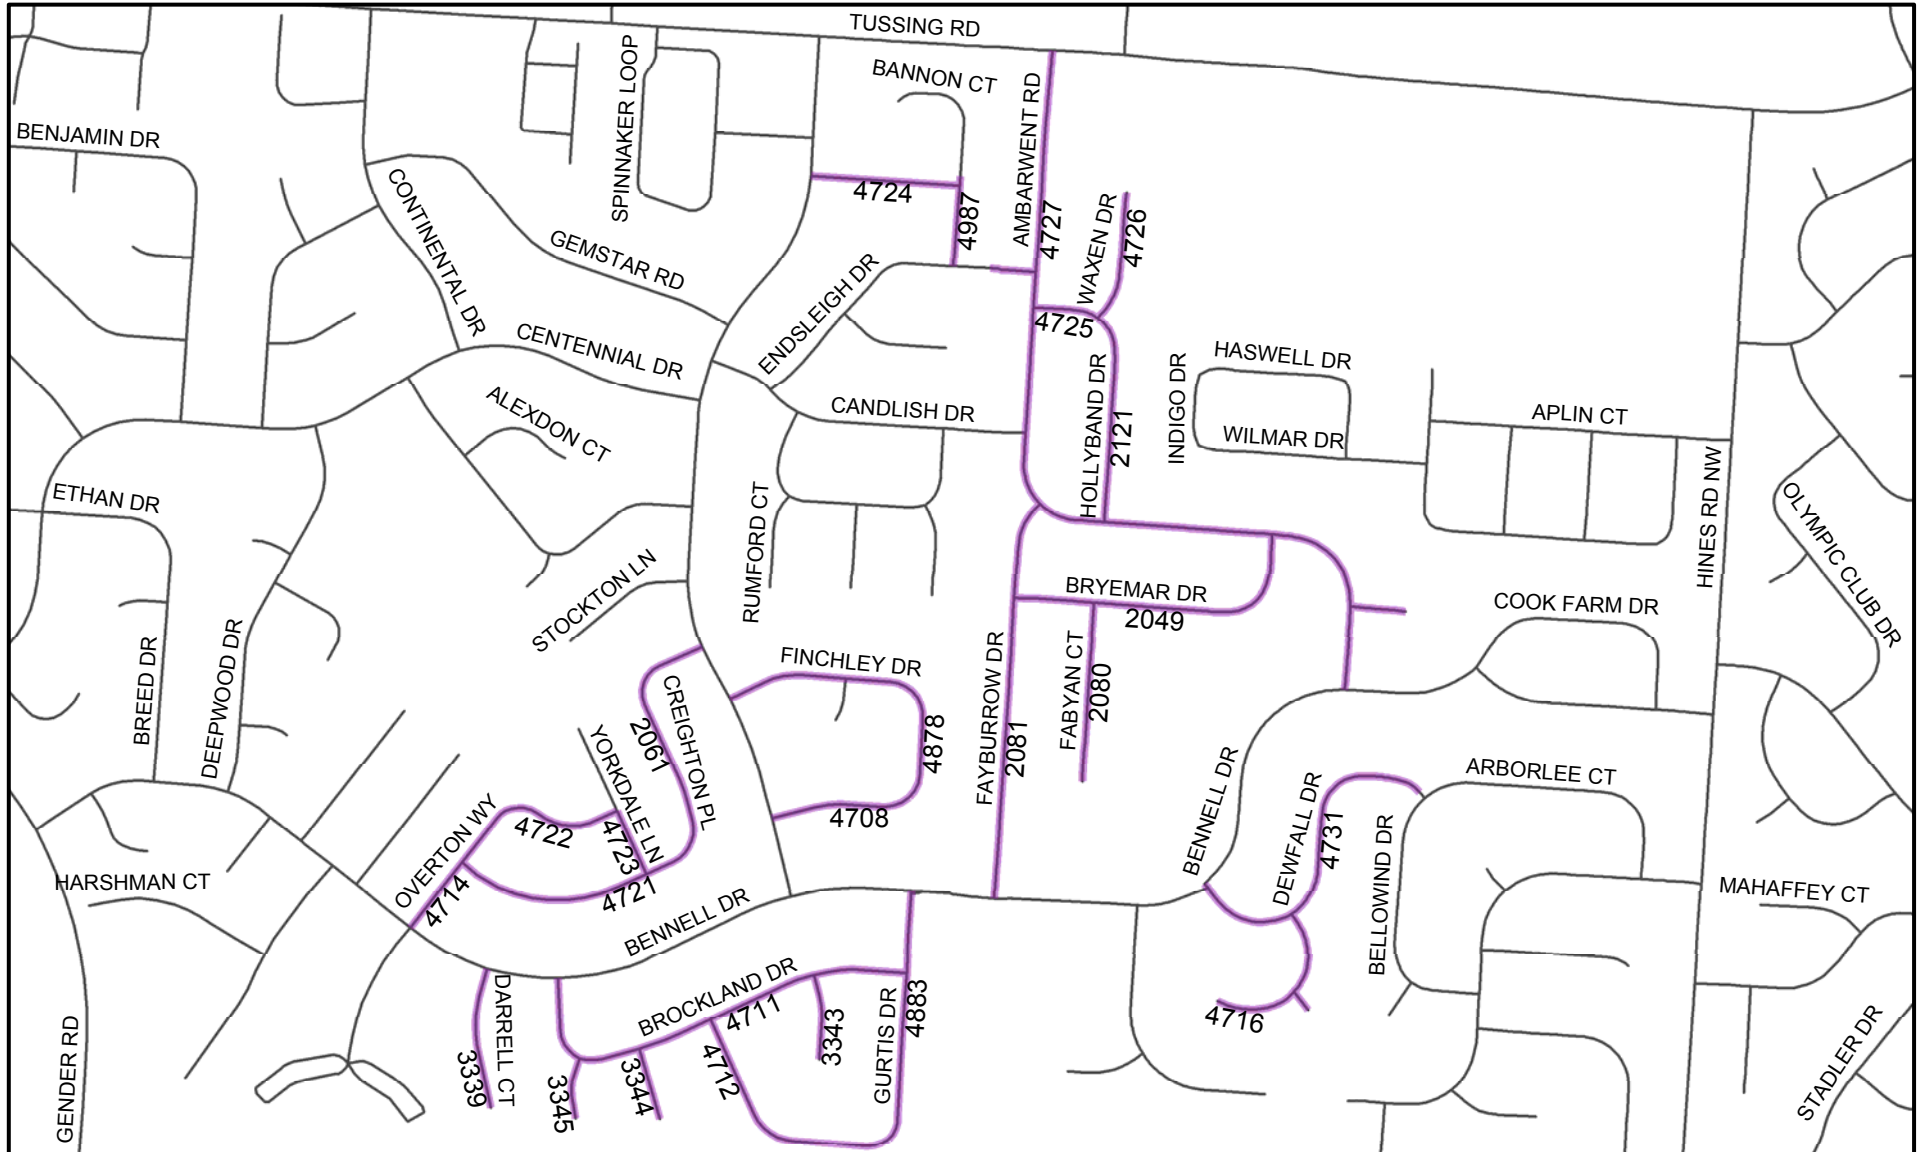 TUSSING RD
BANNON CT
SPINNAKER LOOP
AMBARWENT RD
BENJAMIN DR
CONTINENTAL DR
4724
4987
4727
WAXEN DR
4726
GEMSTAR RD
ENDSLEIGH DR
4725
CENTENNIAL DR
HASWELL DR
INDIGO DR
HOLLYBAND DR
2121
ALEXDON CT
CANDLISH DR
WILMAR DR
APLIN CT
HINES RD NW
ETHAN DR
OLYMPIC CLUB DR
RUMFORD CT
STOCKTON LN
BRYEMAR DR
2049
COOK FARM DR
BREED DR
DEEPWOOD DR
FINCHLEY DR
FAYBURROW DR
2081
FABYAN CT
2080
CREIGHTON PL
2061
YORKDALE LN
4878
BENNELL DR
ARBORLEE CT
OVERTON WY
4722
4723
4708
DEWFALL DR
4731
BELLOWIND DR
HARSHMAN CT
4714
4721
MAHAFFEY CT
BENNELL DR
DARRELL CT
BROCKLAND DR
4711
3343
GURTIS DR
4883
4716
GENDER RD
3339
3345
3344
4712
STADLER DR